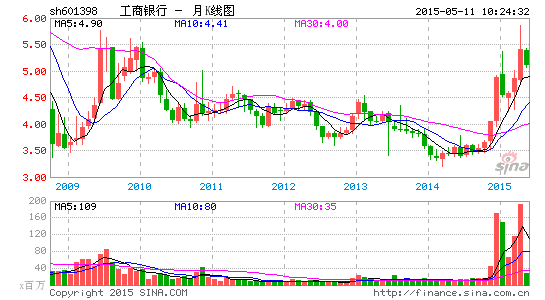 sh601398 工商银行 - 月K线图 2015-05-11 10:24:32
MA5:4.90 MA10:4.41 MA30:4.00
6.00
5.50
5.00
4.50
4.00
3.50
3.00
sina
2009 2010 2011 2012 2013 2014 2015
MA5:109 MA10:80 MA30:35
200
160
120
80
40
x百万
Copyright 2015 SINA.COM http://finance.sina.com.cn